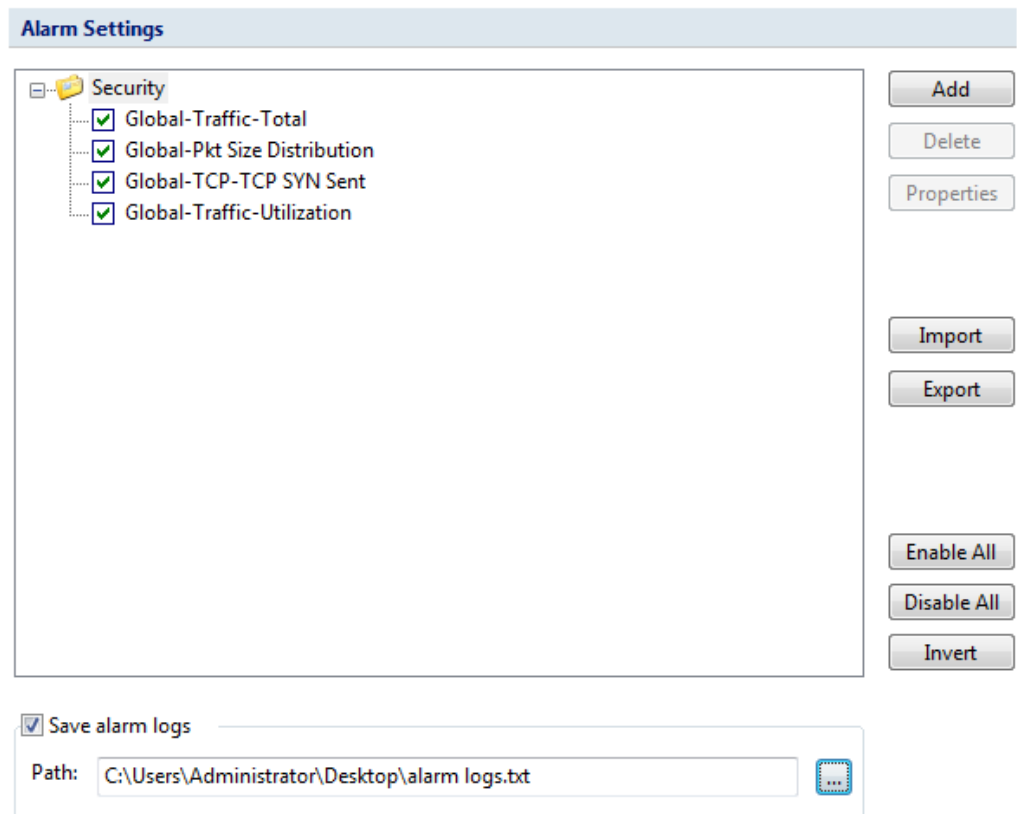 Alarm Settings
Security
Global-Traffic-Total
Global-Pkt Size Distribution
Global-TCP-TCP SYN Sent
Global-Traffic-Utilization
Add
Delete
Properties
Import
Export
Enable All
Disable All
Invert
Save alarm logs
Path: C:\Users\Administrator\Desktop\alarm logs.txt
...